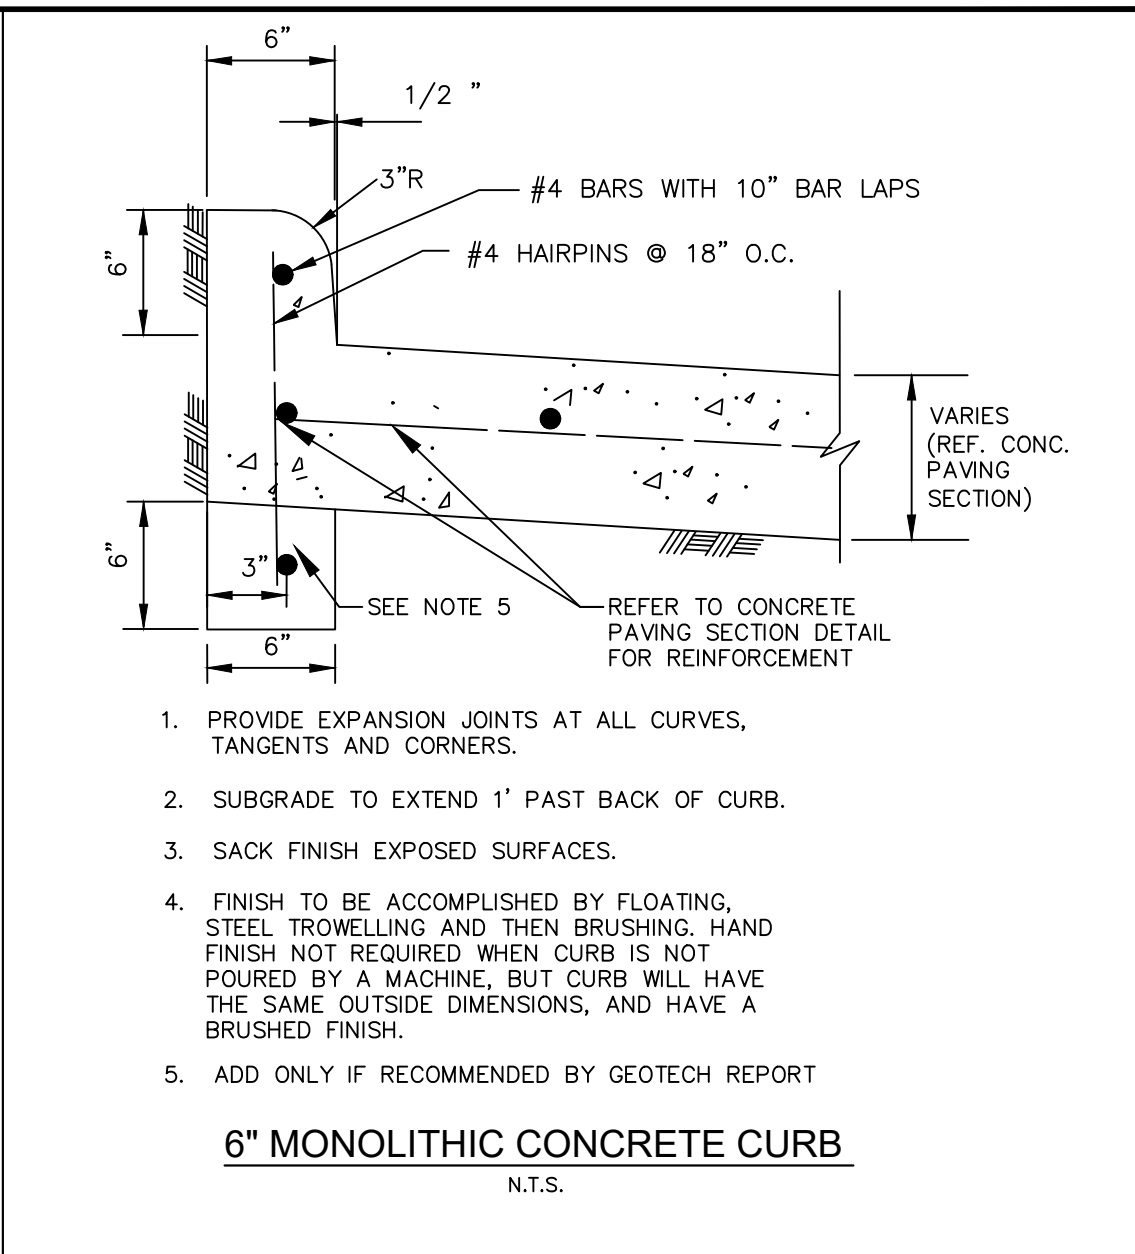 6”
1/2 ”
3”R
#4 BARS WITH 10” BAR LAPS
#4 HAIRPINS @ 18” O.C.
6”
VARIES
(REF. CONC.
PAVING
SECTION)
6”
3”
SEE NOTE 5
REFER TO CONCRETE
PAVING SECTION DETAIL
FOR REINFORCEMENT
6”
1. PROVIDE EXPANSION JOINTS AT ALL CURVES,
TANGENTS AND CORNERS.
2. SUBGRADE TO EXTEND 1’ PAST BACK OF CURB.
3. SACK FINISH EXPOSED SURFACES.
4. FINISH TO BE ACCOMPLISHED BY FLOATING,
STEEL TROWELLING AND THEN BRUSHING. HAND
FINISH NOT REQUIRED WHEN CURB IS NOT
POURED BY A MACHINE, BUT CURB WILL HAVE
THE SAME OUTSIDE DIMENSIONS, AND HAVE A
BRUSHED FINISH.
5. ADD ONLY IF RECOMMENDED BY GEOTECH REPORT
6" MONOLITHIC CONCRETE CURB
N.T.S.